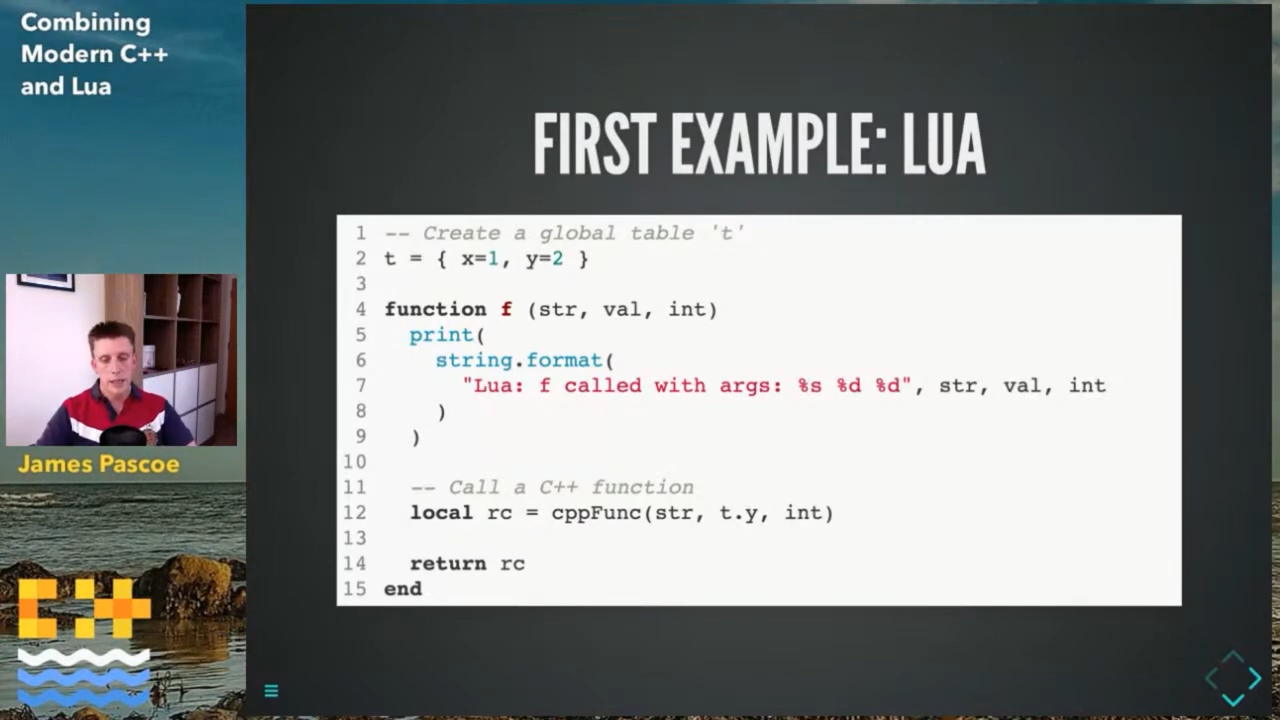 Combining
Modern C++
and Lua
James Pascoe
C++
FIRST EXAMPLE: LUA
1 -- Create a global table 't'
2 t = { x=1, y=2 }
3
4 function f (str, val, int)
5   print(
6     string.format(
7       "Lua: f called with args: %s %d %d", str, val, int
8     )
9   )
10
11   -- Call a C++ function
12   local rc = cppFunc(str, t.y, int)
13
14   return rc
15 end